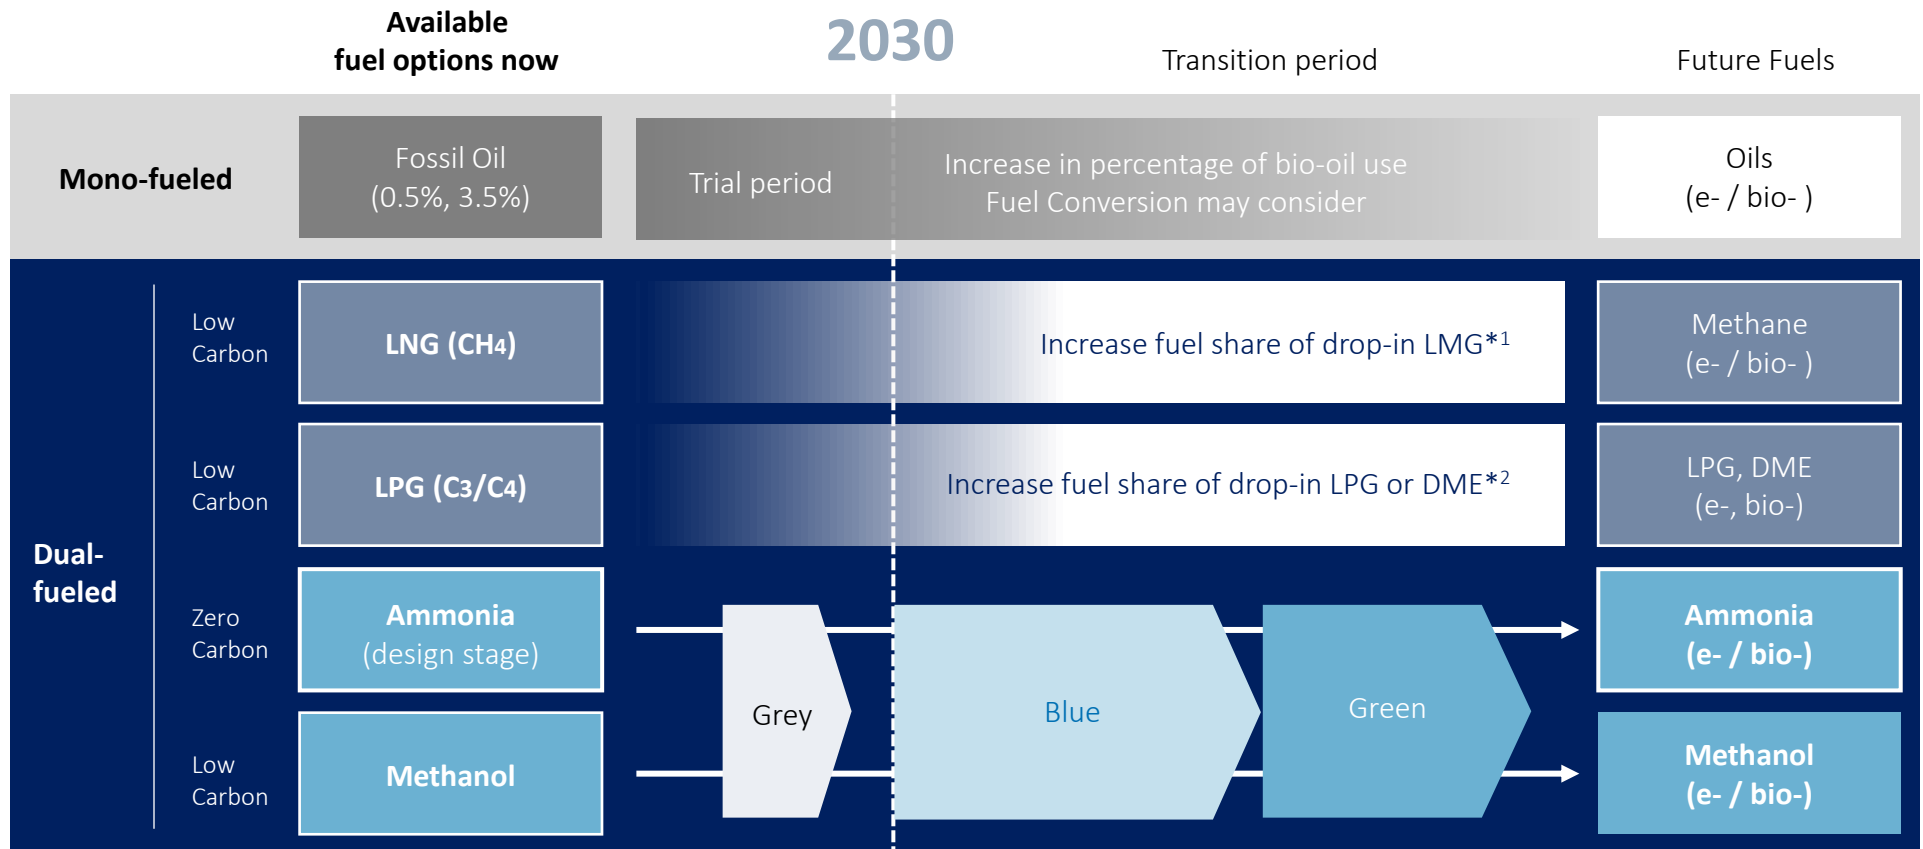 Available
fuel options now
2030
Transition period
Future Fuels
Mono-fueled
Fossil Oil
(0.5%, 3.5%)
Trial period
Increase in percentage of bio-oil use
Fuel Conversion may consider
Oils
(e- / bio- )
Dual-
fueled
Low
Carbon
LNG (CH4)
Increase fuel share of drop-in LMG*1
Methane
(e- / bio- )
Low
Carbon
LPG (C3/C4)
Increase fuel share of drop-in LPG or DME*2
LPG, DME
(e-, bio-)
Zero
Carbon
Ammonia
(design stage)
Ammonia
(e- / bio-)
Grey
Blue
Green
Low
Carbon
Methanol
Methanol
(e- / bio-)